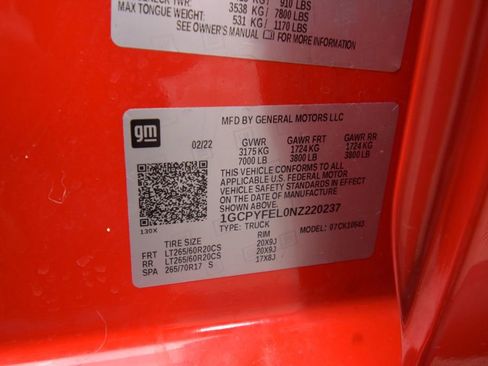 910 LBS
3538 KG/ 7800 LBS
MAX TONGUE WEIGHT: 531 KG/ 1170 LBS
SEE OWNER'S MANUAL FOR MORE INFORMATION
gm
MFD BY GENERAL MOTORS LLC
02/22 GVWR GAWR FRT GAWR RR
3175 KG 1724 KG 1724 KG
7000 LB 3800 LB 3800 LB
THIS VEHICLE CONFORMS TO ALL
APPLICABLE U.S. FEDERAL MOTOR
VEHICLE SAFETY
IN EFFECT ON THE DATE OF
MANUFACTURE SHOWN ABOVE.
1GCPYFEL0NZ220237
TYPE: TRUCK MODEL: 07CK10543
130X
TIRE SIZE RIM
FRT LT265/60R20CS 20X9J
RR LT265/60R20CS 20X9J
SPA 265/70R17 S 17X8J